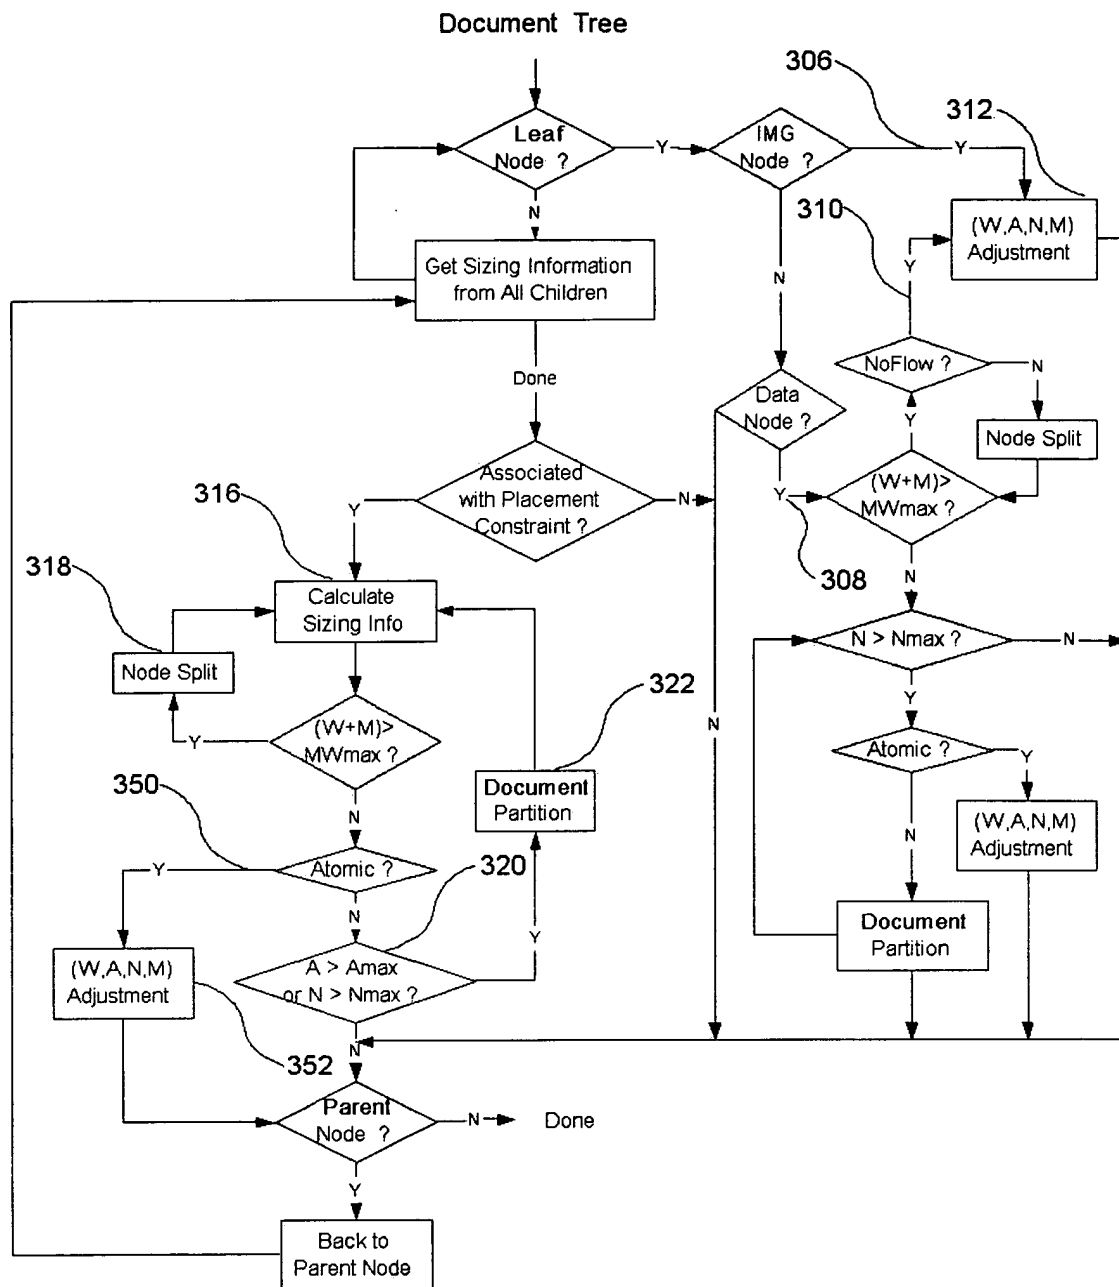 Document Tree
306
312
Leaf
Node ?
Y
IMG
Node ?
Y
N
310
(W,A,N,M)
Adjustment
Get Sizing Information
from All Children
N
Y
Done
NoFlow ?
N
Data
Node ?
Y
Node Split
316
Associated
with Placement
Constraint ?
Y
N
(W+M)>
MWmax ?
Y
308
318
N
Calculate
Sizing Info
N > Nmax ?
N
Node Split
322
Y
(W+M)>
MWmax ?
Y
N
Atomic ?
Y
350
Document
Partition
N
(W,A,N,M)
Adjustment
N
Atomic ?
Y
320
N
Y
Document
Partition
(W,A,N,M)
Adjustment
A > Amax
or N > Nmax ?
N
352
Parent
Node ?
N
Done
Y
Back to
Parent Node